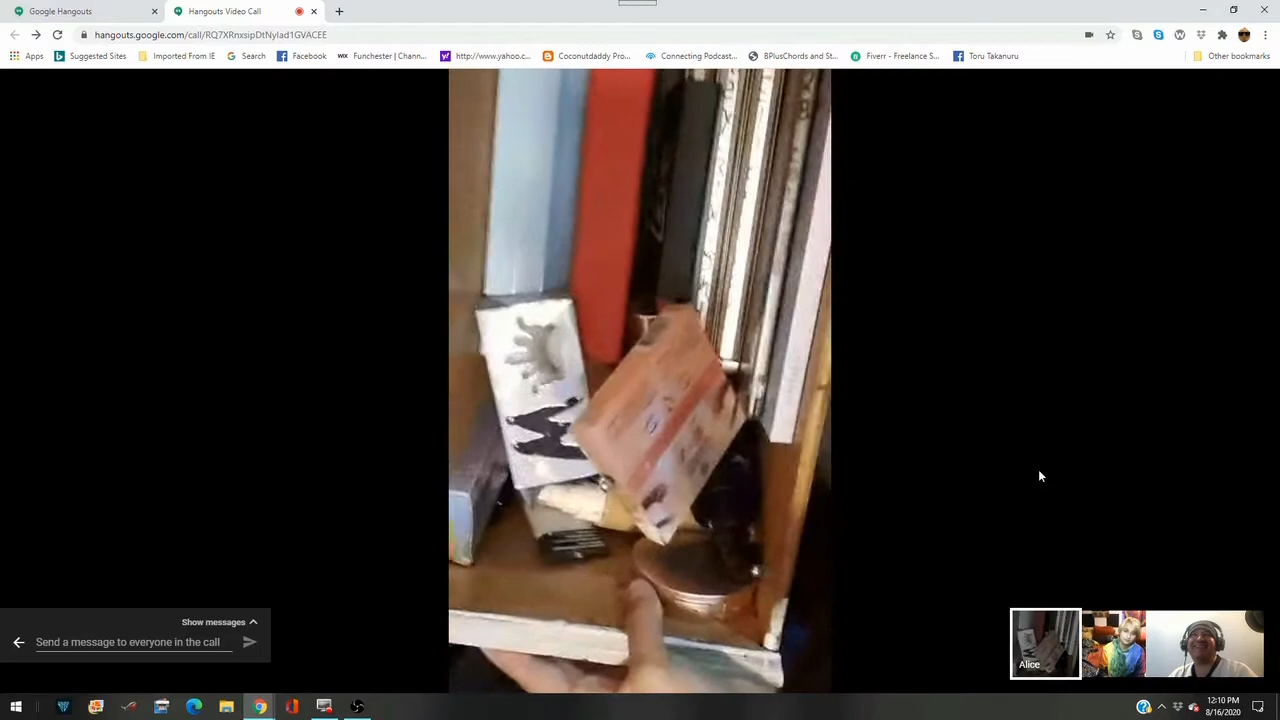 Google Hangouts
Hangouts Video Call
hangouts.google.com/call/RQ7XRnxsipDtNylad1GVACEE
Apps
Suggested Sites
Imported From IE
Search
Facebook
Funchester | Chann...
http://www.yahoo.c...
Coconutdaddy Pro...
Connecting Podcast...
BPlusChords and St...
Fiverr - Freelance S...
Toru Takanuru
Other bookmarks
Show messages
Send a message to everyone in the call
Alice
12:10 PM
8/16/2020